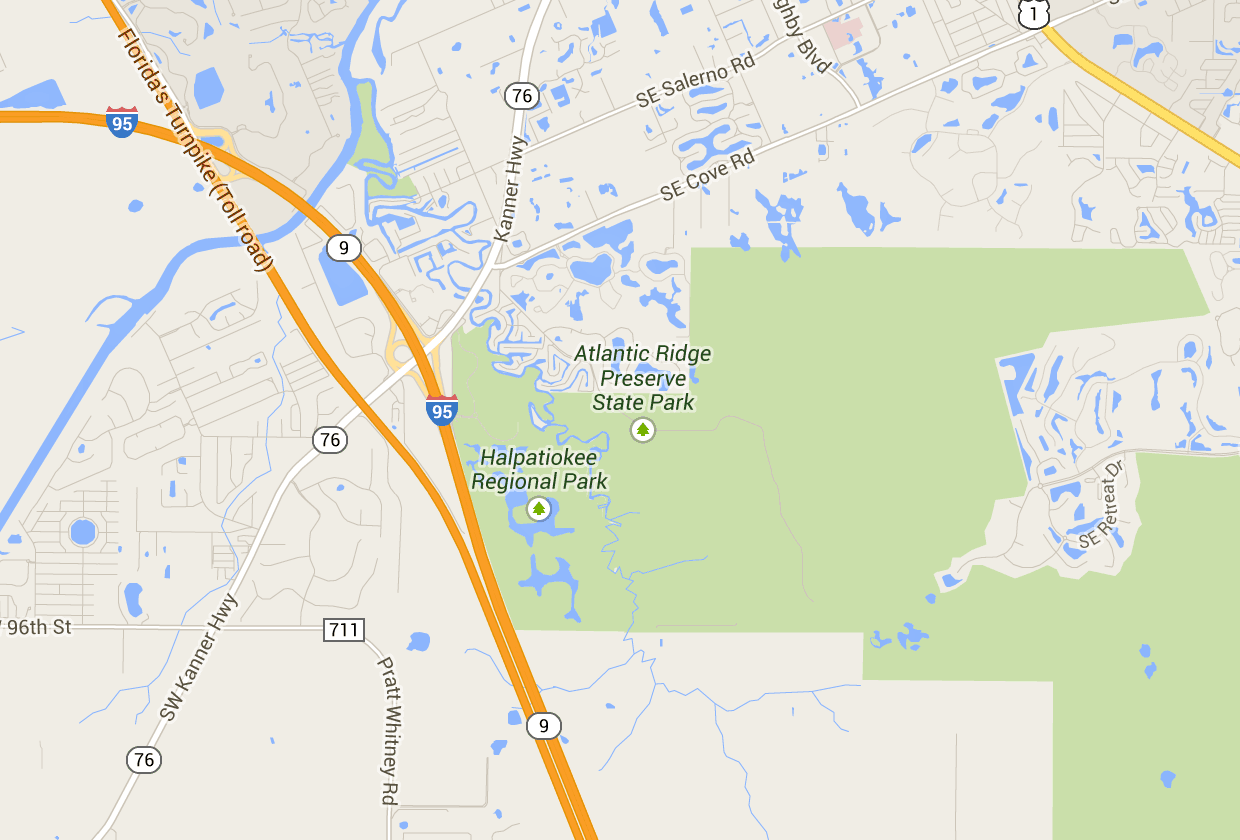 1
ghby Blvd
Florida's Turnpike (Toll road)
SE Salerno Rd
76
95
Kanner Hwy
SE Cove Rd
9
Atlantic Ridge
Preserve
State Park
95
76
Halpatiokee
Regional Park
SE Retreat Dr
96th St
711
SW Kanner Hwy
Pratt Whitney Rd
9
76